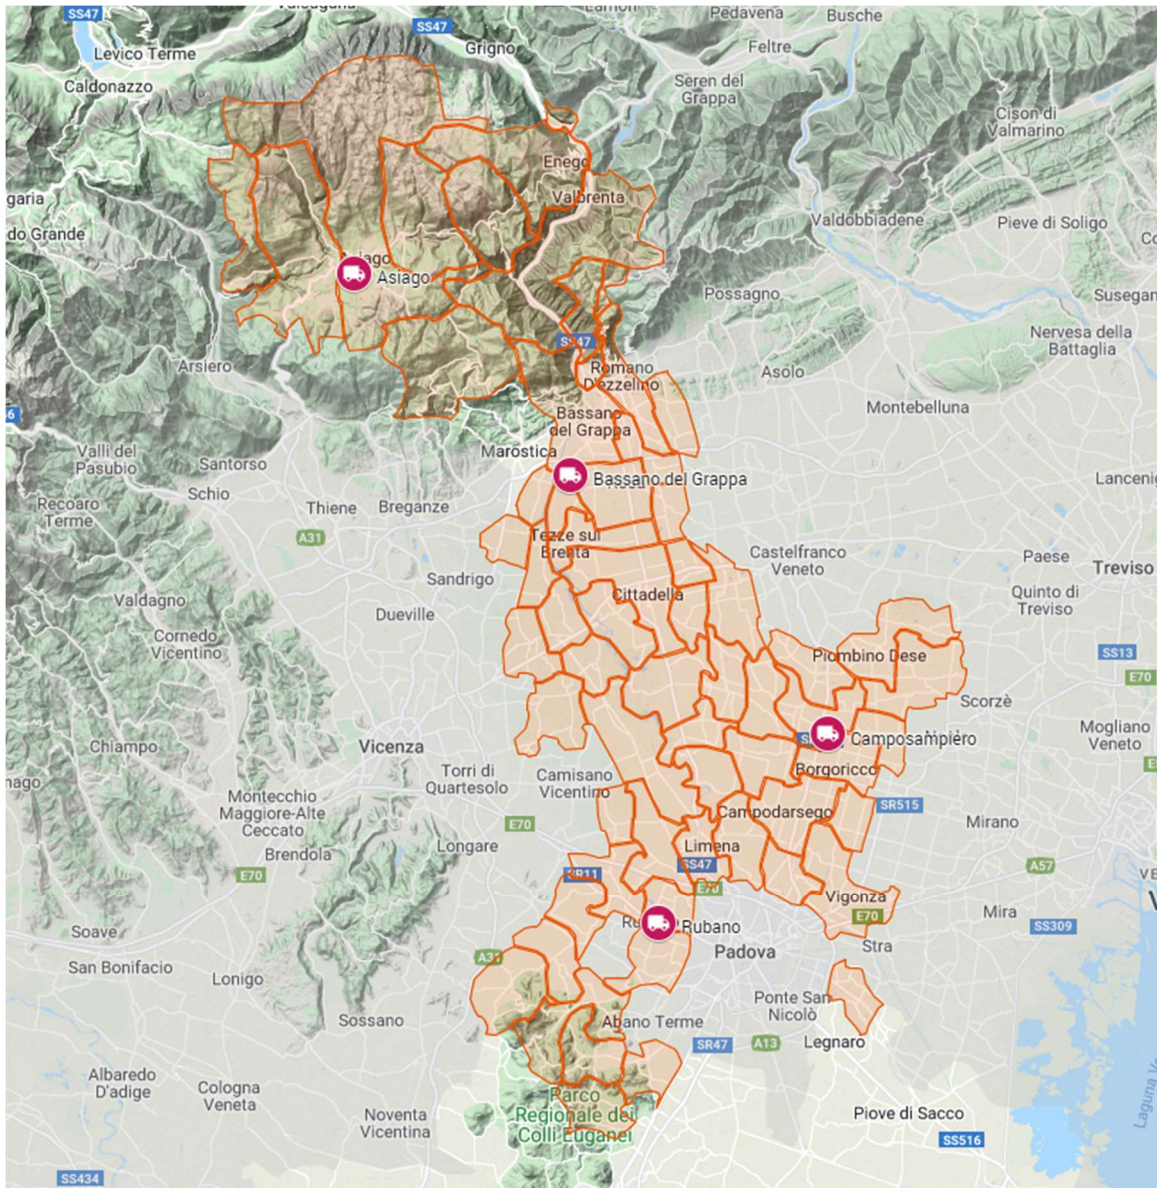 SS47
Valsugana
Lamon
Pedavena
Busche
SS47
Grigno
Feltre
Levico Terme
Caldonazzo
Seren del
Grappa
Cison di
Valmarino
Enego
garia
Valbrenta
Valdobbiadene
Pieve di Soligo
do Grande
Asiago
Possagno
Susegan
Nervesa della
Battaglia
SS47
Arsiero
Romano
D'ezzelino
Asolo
Montebelluna
Bassano
del Grappa
Marostica
Valli del
Pasubio
Santorso
Schio
Bassano del Grappa
Lancenig
Recoaro
Terme
Thiene
Breganze
A31
Tezze sul
Brenta
Castelfranco
Veneto
Paese
Treviso
Sandrigo
Cittadella
Quinto di
Treviso
Valdagno
Dueville
Cornedo
Vicentino
Piombino Dese
SS13
E70
Scorzè
Chiampo
Vicenza
Camposampiero
Mogliano
Veneto
Torri di
Quartesolo
Camisano
Vicentino
Borgoricco
Montecchio
Maggiore-Alte
Ceccato
Campodarsego
SR515
E70
Mirano
Brendola
Longare
Limena
SS47
A57
E70
SR11
E70
Vigonza
E70
Mira
SS309
Soave
Rubano
Padova
Stra
San Bonifacio
A31
Lonigo
Sossano
Abano Terme
Ponte San
Nicolò
SR47
A13
Legnaro
Albaredo
D'adige
Cologna
Veneta
Noventa
Vicentina
Parco
Regionale dei
Colli Euganei
Piove di Sacco
SS516
SS434
Laguna Ve